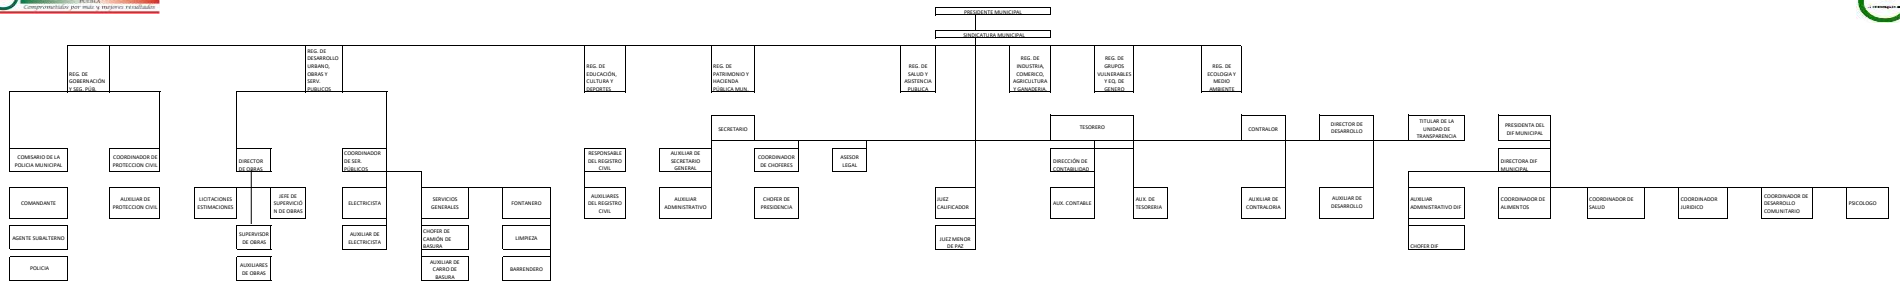 PUEBLA
Comprometidos por más y mejores resultados
PRESIDENTE MUNICIPAL
SINDICATURA MUNICIPAL
REG. DE
GOBERNACIÓN
Y SEG. PÚB.
REG. DE
DESARROLLO
URBANO,
OBRAS Y
SERV.
PUBLICOS
REG. DE
EDUCACIÓN,
CULTURA Y
DEPORTES
REG. DE
PATRIMONIO Y
HACIENDA
PÚBLICA MUN.
REG. DE
SALUD Y
ASISTENCIA
PUBLICA
REG. DE
INDUSTRIA,
COMERICO,
AGRICULTURA
Y GANADERIA.
REG. DE
GRUPOS
VULNERABLES
Y EQ. DE
GENERO
REG. DE
ECOLOGIA Y
MEDIO
AMBIENTE
SECRETARIO
TESORERO
CONTRALOR
DIRECTOR DE
DESARROLLO
TITULAR DE LA
UNIDAD DE
TRANSPARENCIA
PRESIDENTA DEL
DIF MUNICIPAL
COMISARIO DE LA
POLICIA MUNICIPAL
COORDINADOR DE
PROTECCION CIVIL
DIRECTOR
DE OBRAS
COORDINADOR
DE SER.
PÚBLICOS
RESPONSABLE
DEL REGISTRO
CIVIL
AUXILIAR DE
SECRETARIO
GENERAL
COORDINADOR
DE CHOFERES
ASESOR
LEGAL
DIRECCIÓN DE
CONTABILIDAD
DIRECTORA DIF
MUNICIPAL
COMANDANTE
AUXILIAR DE
PROTECCION CIVIL
LICITACIONES
ESTIMACIONES
JEFE DE
SUPERVICIÓ
N DE OBRAS
ELECTRICISTA
SERVICIOS
GENERALES
FONTANERO
AUXILIARES
DEL REGISTRO
CIVIL
AUXILIAR
ADMINISTRATIVO
CHOFER DE
PRESIDENCIA
JUEZ
CALIFICADOR
AUX. CONTABLE
AUX. DE
TESORERIA
AUXILIAR DE
CONTRALORIA
AUXILIAR DE
DESARROLLO
AUXILIAR
ADMINISTRATIVO DIF
COORDINADOR DE
ALIMENTOS
COORDINADOR DE
SALUD
COORDINADOR
JURIDICO
COORDINADOR DE
DESARROLLO
COMUNITARIO
PSICOLOGO
AGENTE SUBALTERNO
SUPERVISOR
DE OBRAS
AUXILIAR DE
ELECTRICISTA
CHOFER DE
CAMIÓN DE
BASURA
LIMPIEZA
JUEZ MENOR
DE PAZ
CHOFER DIF
POLICIA
AUXILIARES
DE OBRAS
AUXILIAR DE
CARRO DE
BASURA
BARRENDERO